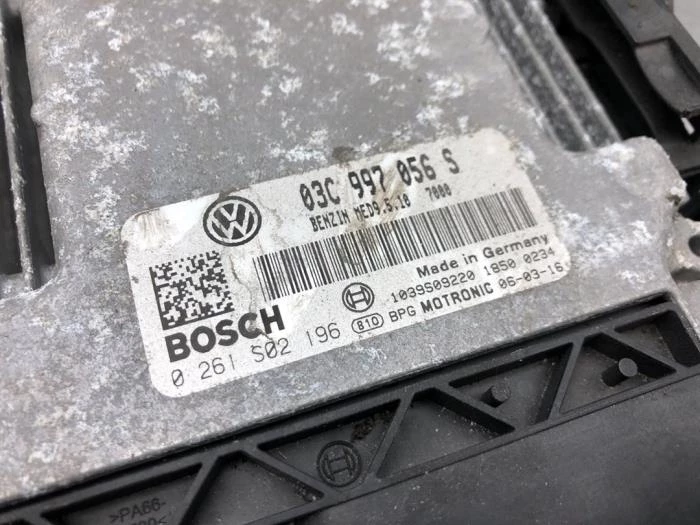 03C 997 056 S
BENZIN MED9.5.10 7000
Made in Germany
1039S09220 1850 0234
BOSCH
810 BPG MOTRONIC 06-03-16
0 261 S02 196
>PA66-